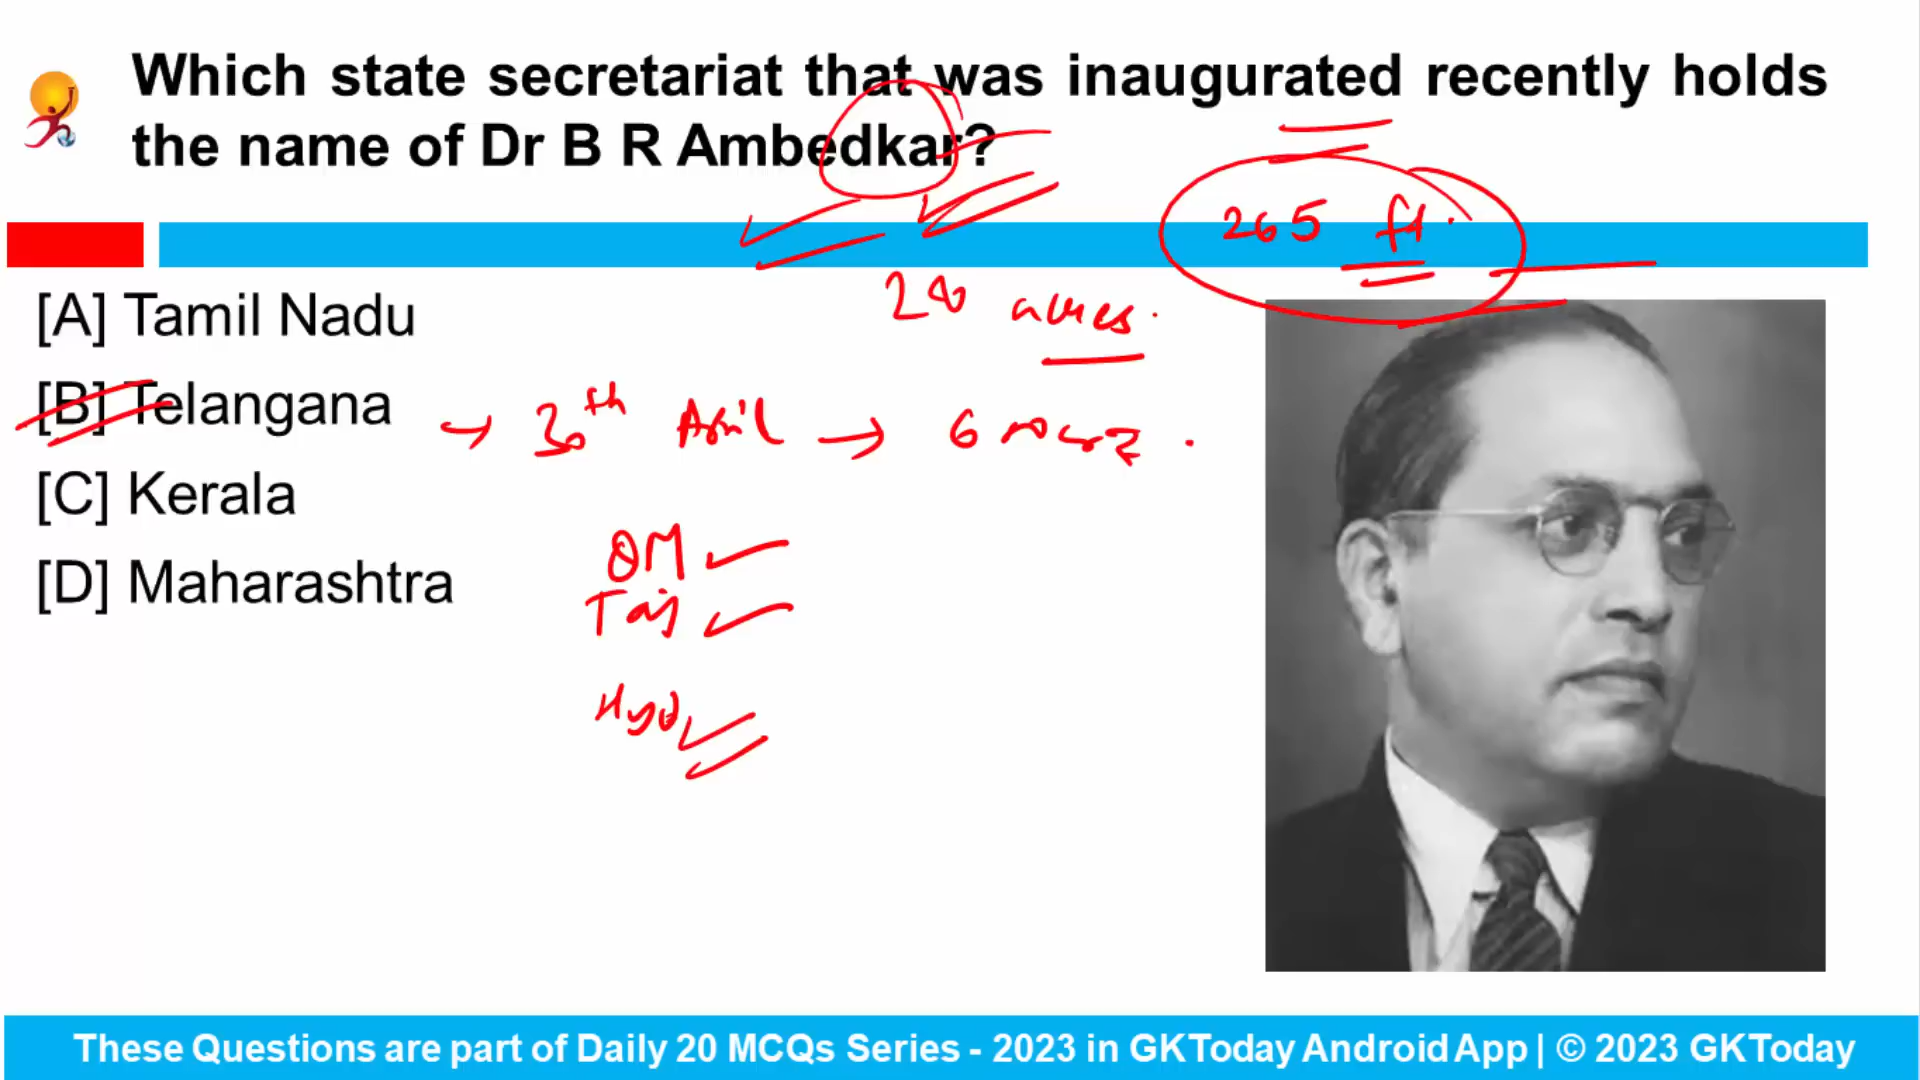 Which state secretariat that was inaugurated recently holds
the name of Dr B R Ambedkar?
265 ft.
28 acres.
[A] Tamil Nadu
[B] Telangana
→ 30th April →
[C] Kerala
[D] Maharashtra
Taj
Hyd
These Questions are part of Daily 20 MCQs Series - 2023 in GKToday Android App | © 2023 GKToday